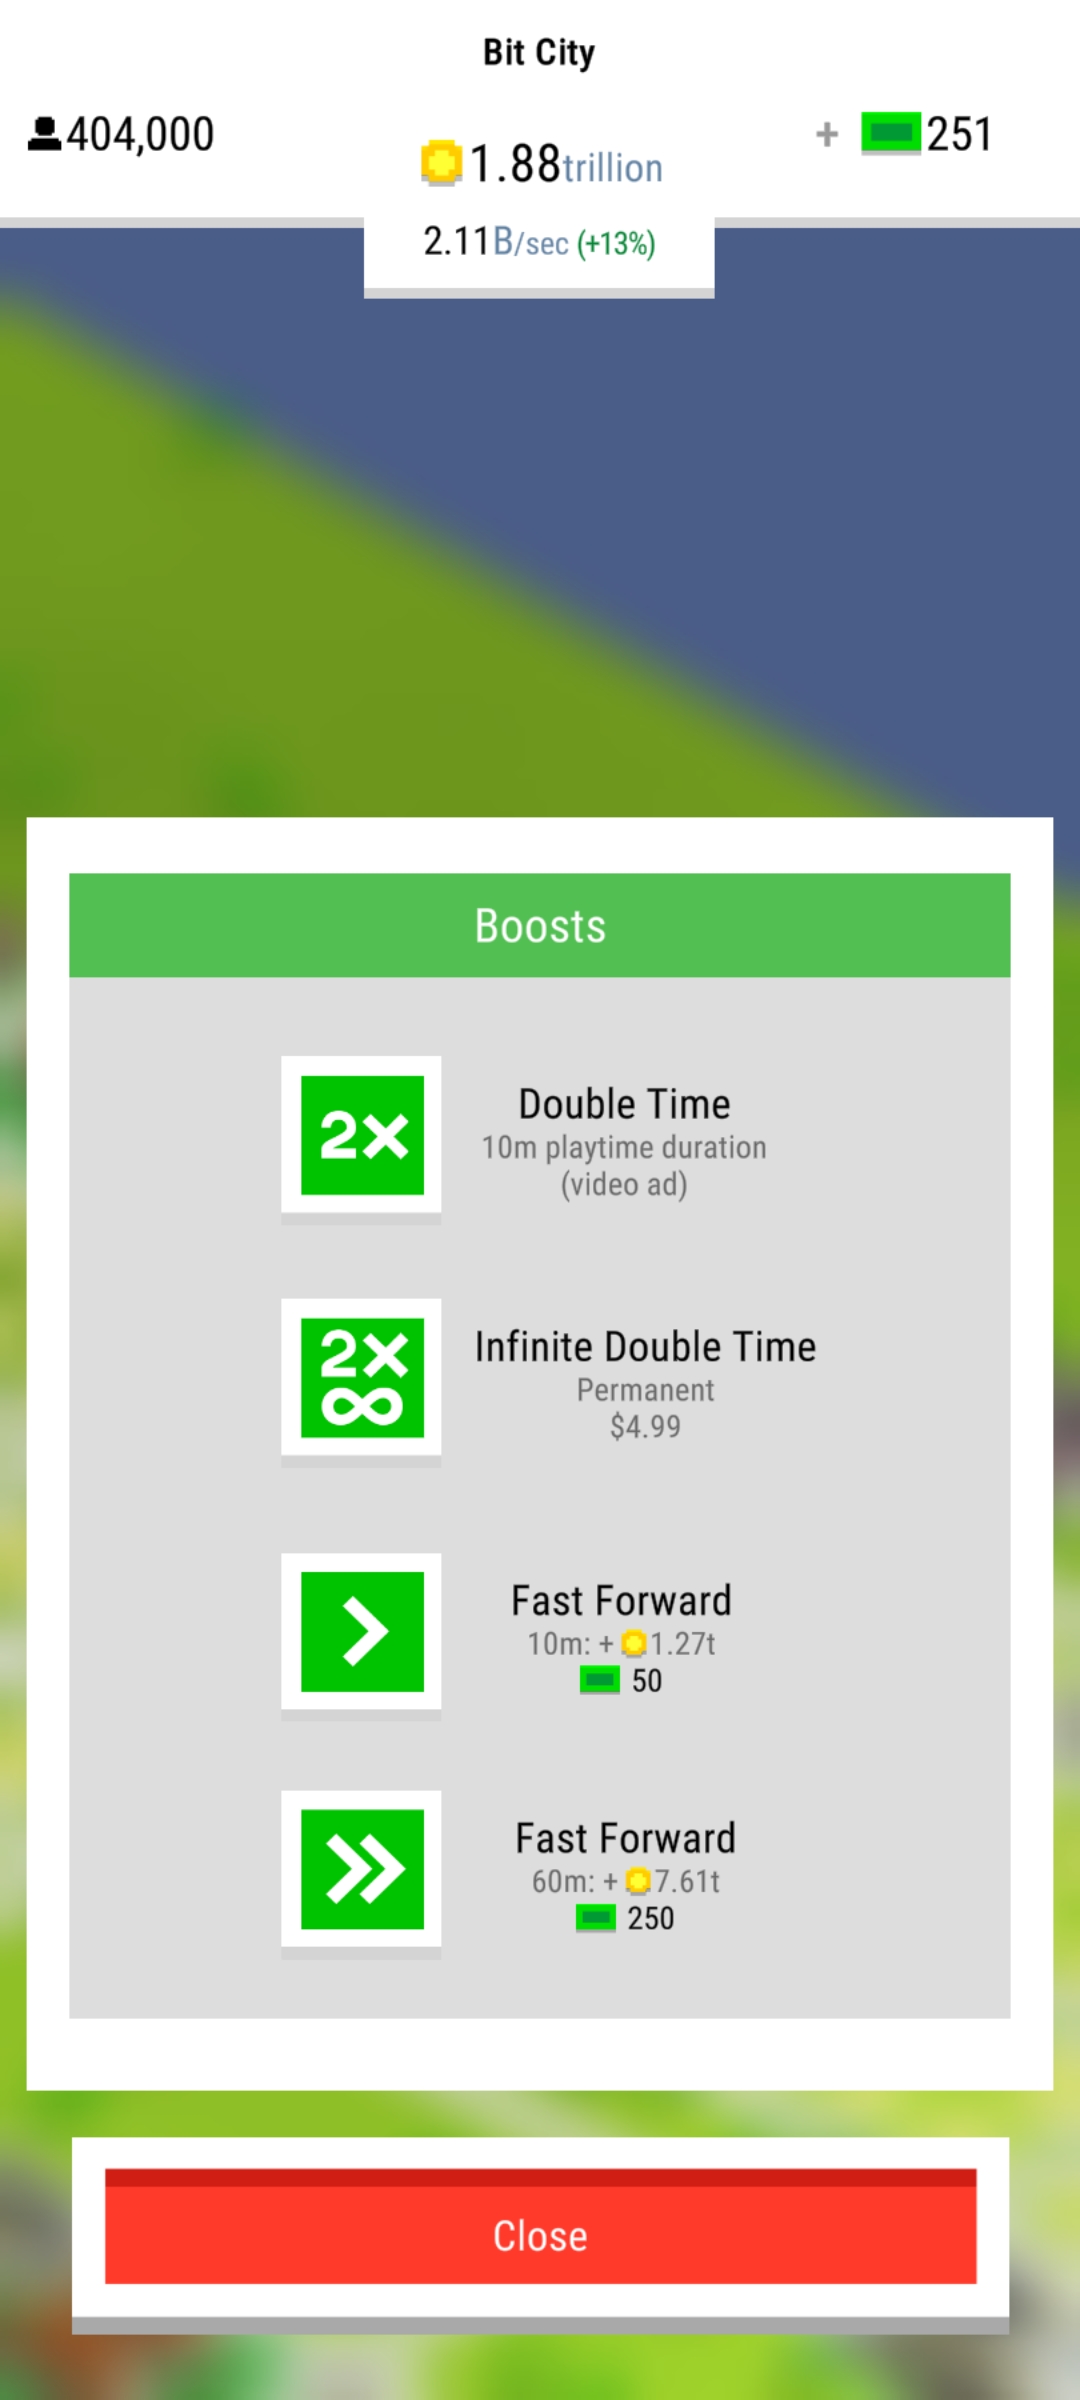 Bit City
404,000
1.88trillion
+ 251
2.11B/sec (+13%)
Boosts
2×
Double Time
10m playtime duration
(video ad)
2×
∞
Infinite Double Time
Permanent
$4.99
Fast Forward
10m: + 1.27t
50
Fast Forward
60m: + 7.61t
250
Close